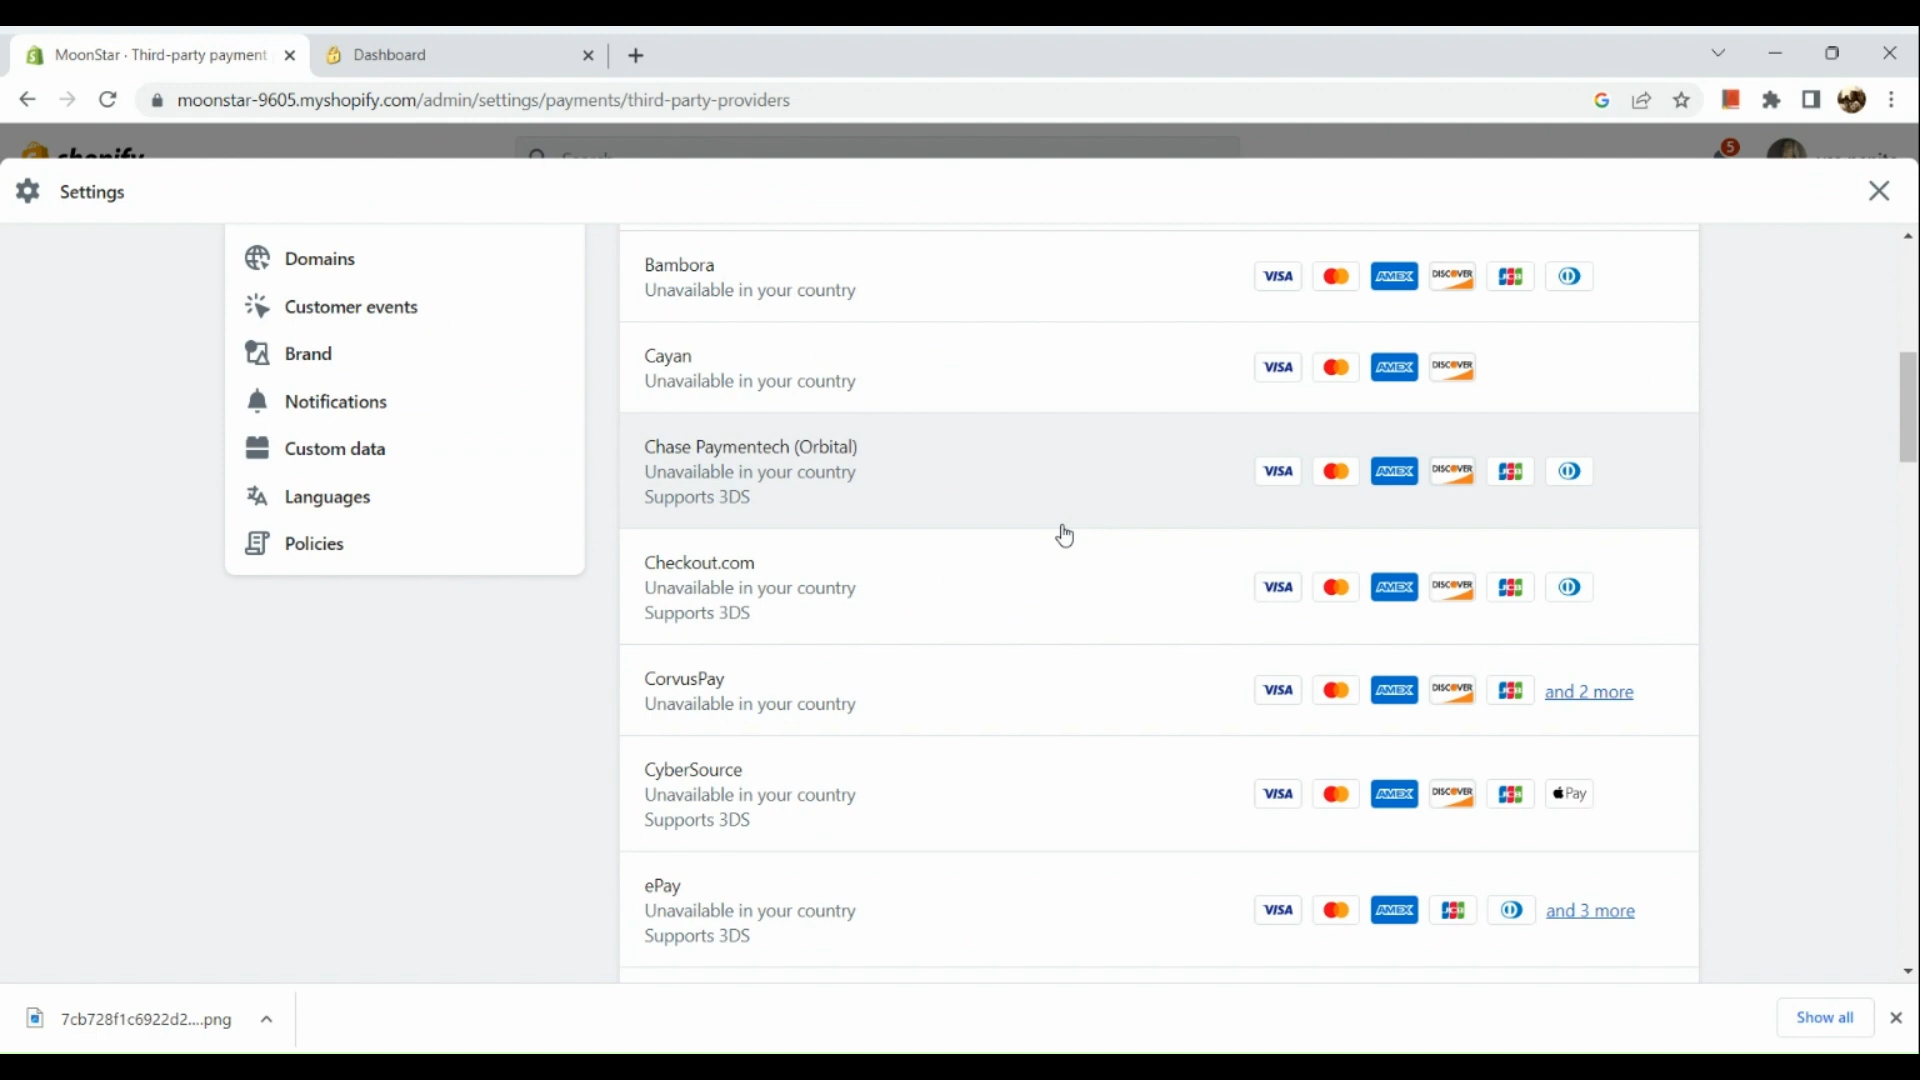 MoonStar · Third-party payment
Dashboard
moonstar-9605.myshopify.com/admin/settings/payments/third-party-providers
shopify
Search
5
Settings
Domains
Customer events
Brand
Notifications
Custom data
Languages
Policies
Bambora
Unavailable in your country
VISA AMEX DISCOVER JCB
Cayan
Unavailable in your country
VISA AMEX DISCOVER
Chase Paymentech (Orbital)
Unavailable in your country
Supports 3DS
VISA AMEX DISCOVER JCB
Checkout.com
Unavailable in your country
Supports 3DS
VISA AMEX DISCOVER JCB
CorvusPay
Unavailable in your country
VISA AMEX DISCOVER JCB and 2 more
CyberSource
Unavailable in your country
Supports 3DS
VISA AMEX DISCOVER JCB Pay
ePay
Unavailable in your country
Supports 3DS
VISA AMEX JCB and 3 more
7cb728f1c6922d2....png
Show all